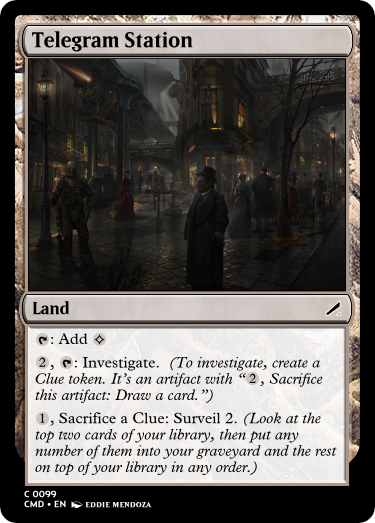 Telegram Station
Land
: Add
2, : Investigate. (To investigate, create a
Clue token. It's an artifact with “2, Sacrifice
this artifact: Draw a card.”)
1, Sacrifice a Clue: Surveil 2. (Look at the
top two cards of your library, then put any
number of them into your graveyard and the rest
on top of your library in any order.)
C 0099
CMD • EN EDDIE MENDOZA